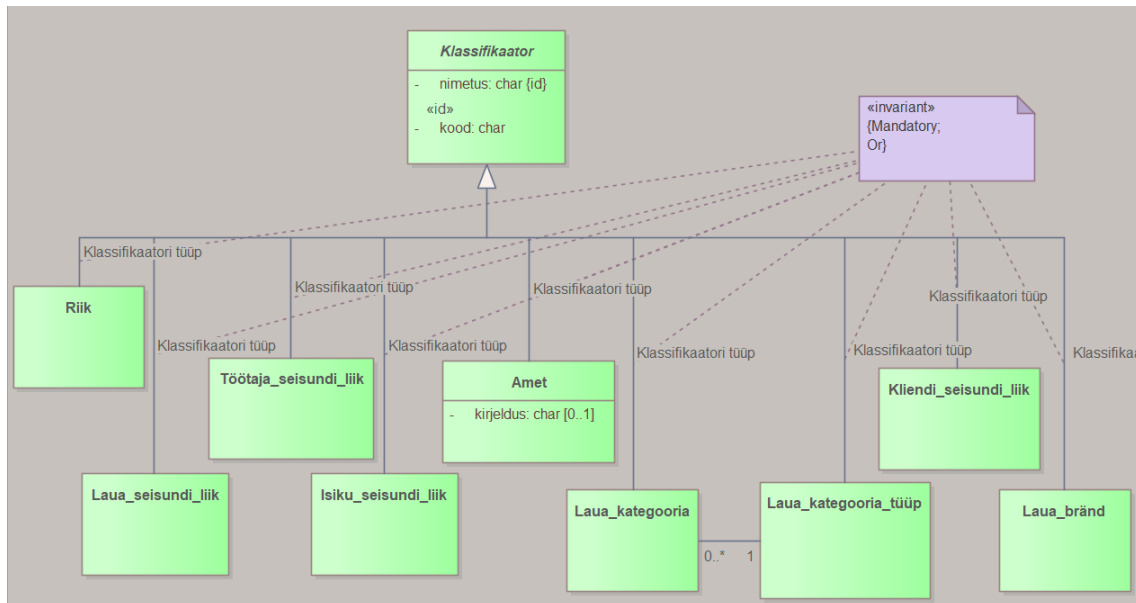 Klassifikaator
- nimetus: char {id}
«id»
- kood: char
«invariant»
{Mandatory;
Or}
Klassifikaatori tüüp
Klassifikaatori tüüp
Klassifikaatori tüüp
Klassifikaatori tüüp
Riik
Klassifikaatori tüüp
Klassifikaatori tüüp
Klassifikaatori tüüp
Klassifikaatori tüüp
Klassifika
Töötaja_seisundi_liik
Amet
- kirjeldus: char [0..1]
Kliendi_seisundi_liik
Laua_seisundi_liik
Isiku_seisundi_liik
Laua_kategooria
Laua_kategooria_tüüp
Laua_bränd
0..* 1